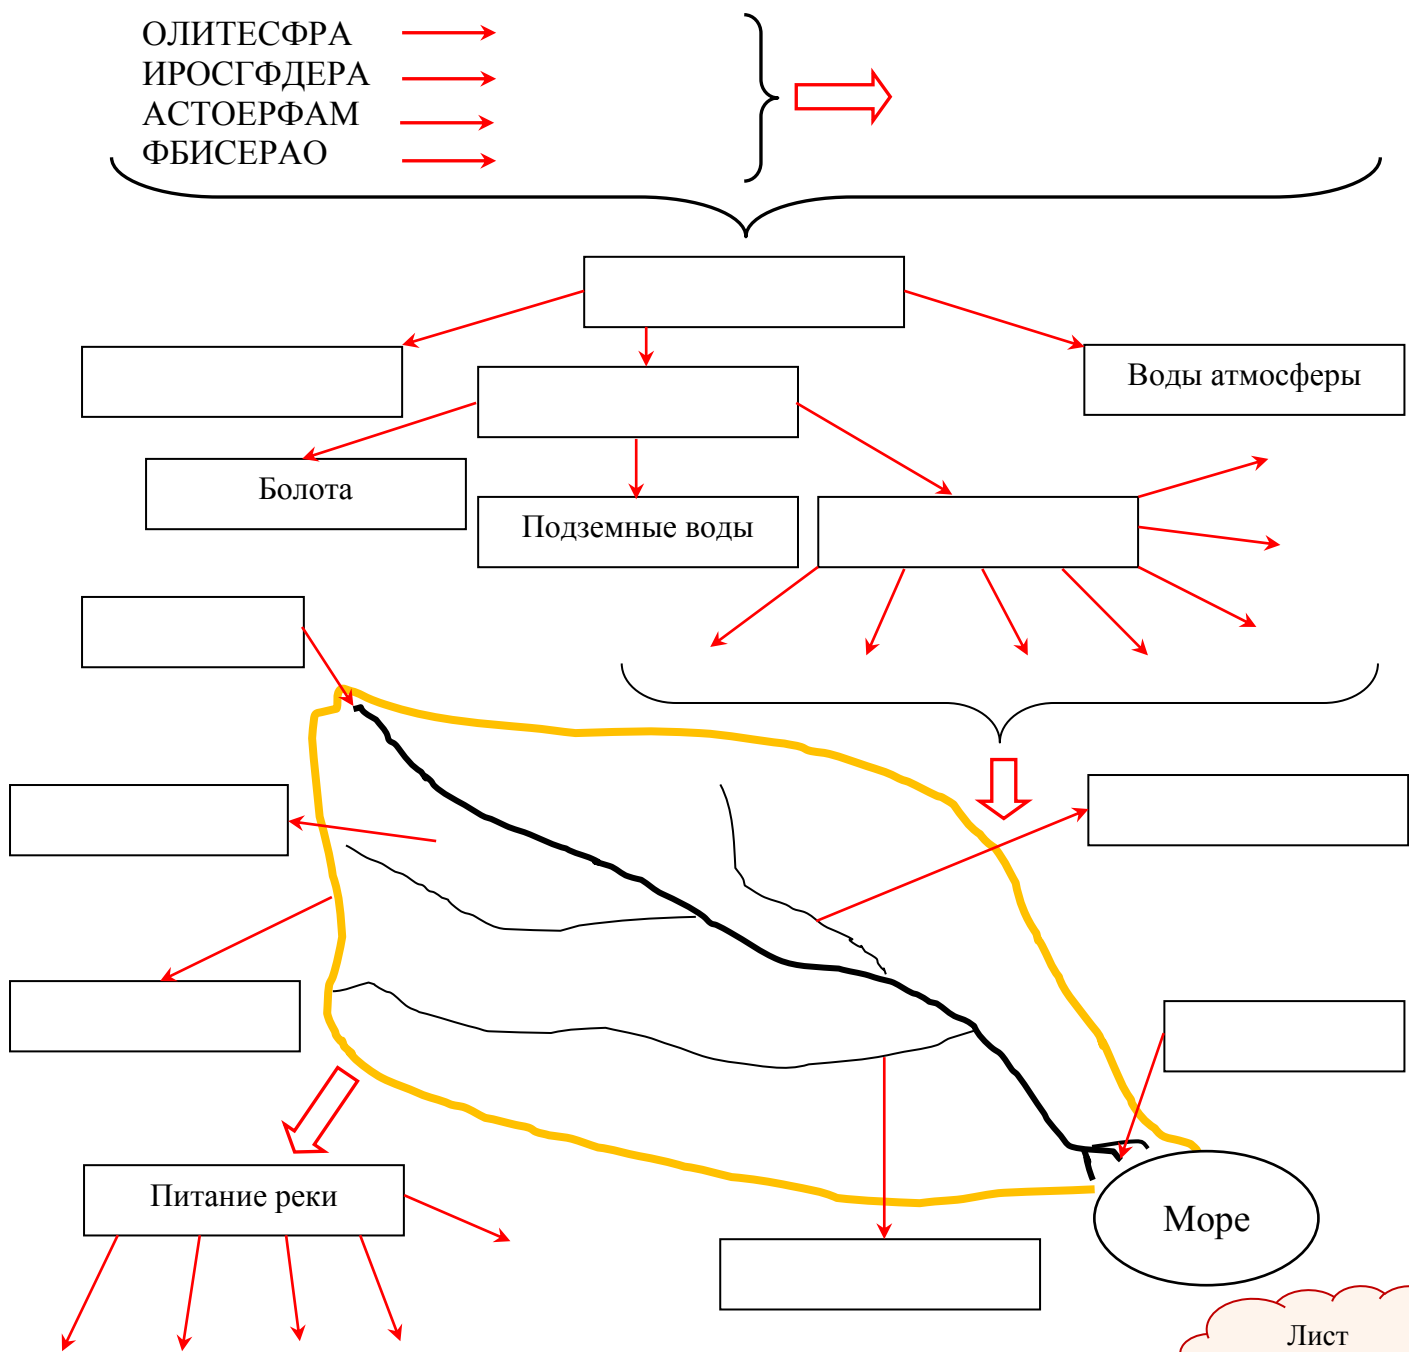 ОЛИТЕСФРА
ИРОСГФДЕРА
АСТОЕРФАМ
ФБИСЕРАО
Воды атмосферы
Болота
Подземные воды
Питание реки
Море
Лист